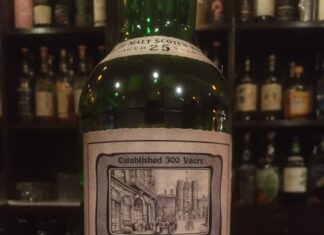 MALT SCOTCH
AGED 25
Established 300 Years